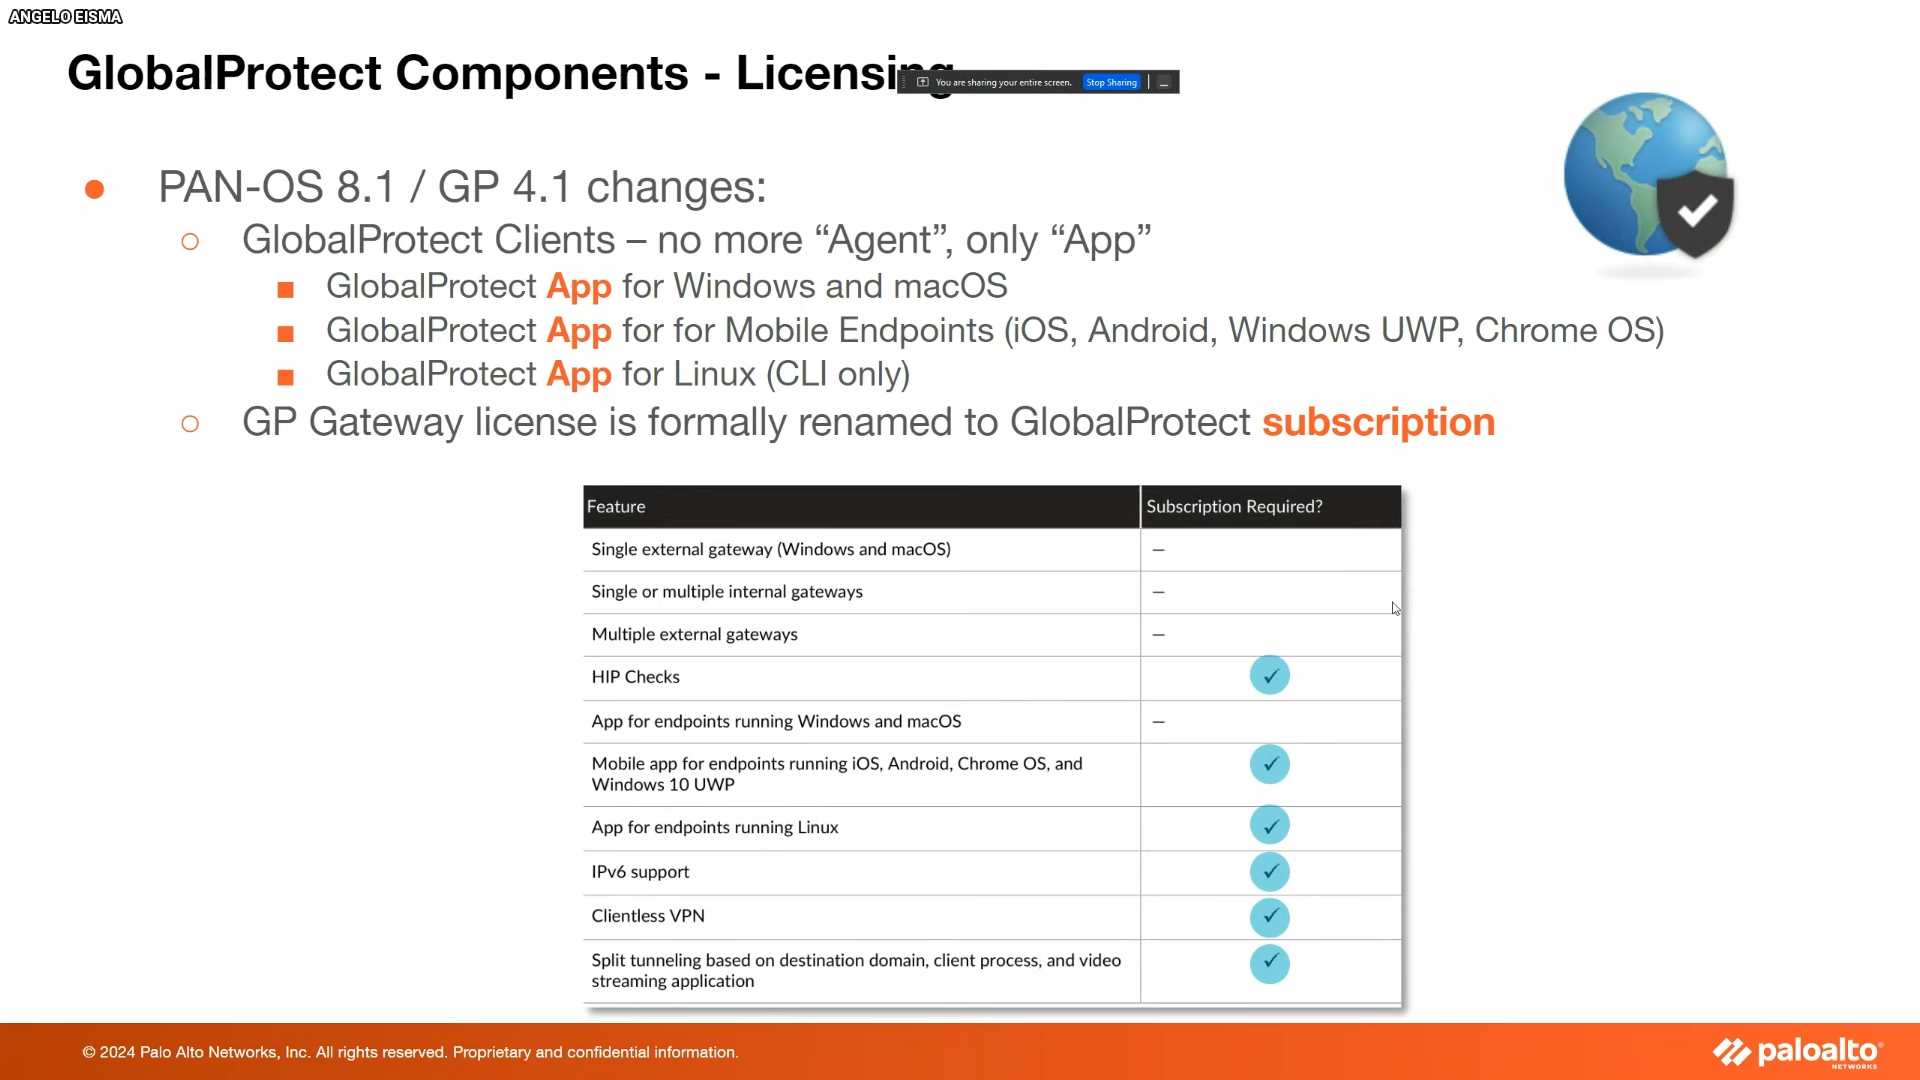 ANGELO EISMA
GlobalProtect Components - Licensing
You are sharing your entire screen. Stop Sharing
PAN-OS 8.1 / GP 4.1 changes:
GlobalProtect Clients – no more “Agent”, only “App”
GlobalProtect App for Windows and macOS
GlobalProtect App for for Mobile Endpoints (iOS, Android, Windows UWP, Chrome OS)
GlobalProtect App for Linux (CLI only)
GP Gateway license is formally renamed to GlobalProtect subscription
Feature Subscription Required?
Single external gateway (Windows and macOS) —
Single or multiple internal gateways —
Multiple external gateways —
HIP Checks ✓
App for endpoints running Windows and macOS —
Mobile app for endpoints running iOS, Android, Chrome OS, and ✓
Windows 10 UWP
App for endpoints running Linux ✓
IPv6 support ✓
Clientless VPN ✓
Split tunneling based on destination domain, client process, and video ✓
streaming application
© 2024 Palo Alto Networks, Inc. All rights reserved. Proprietary and confidential information.
paloalto
NETWORKS